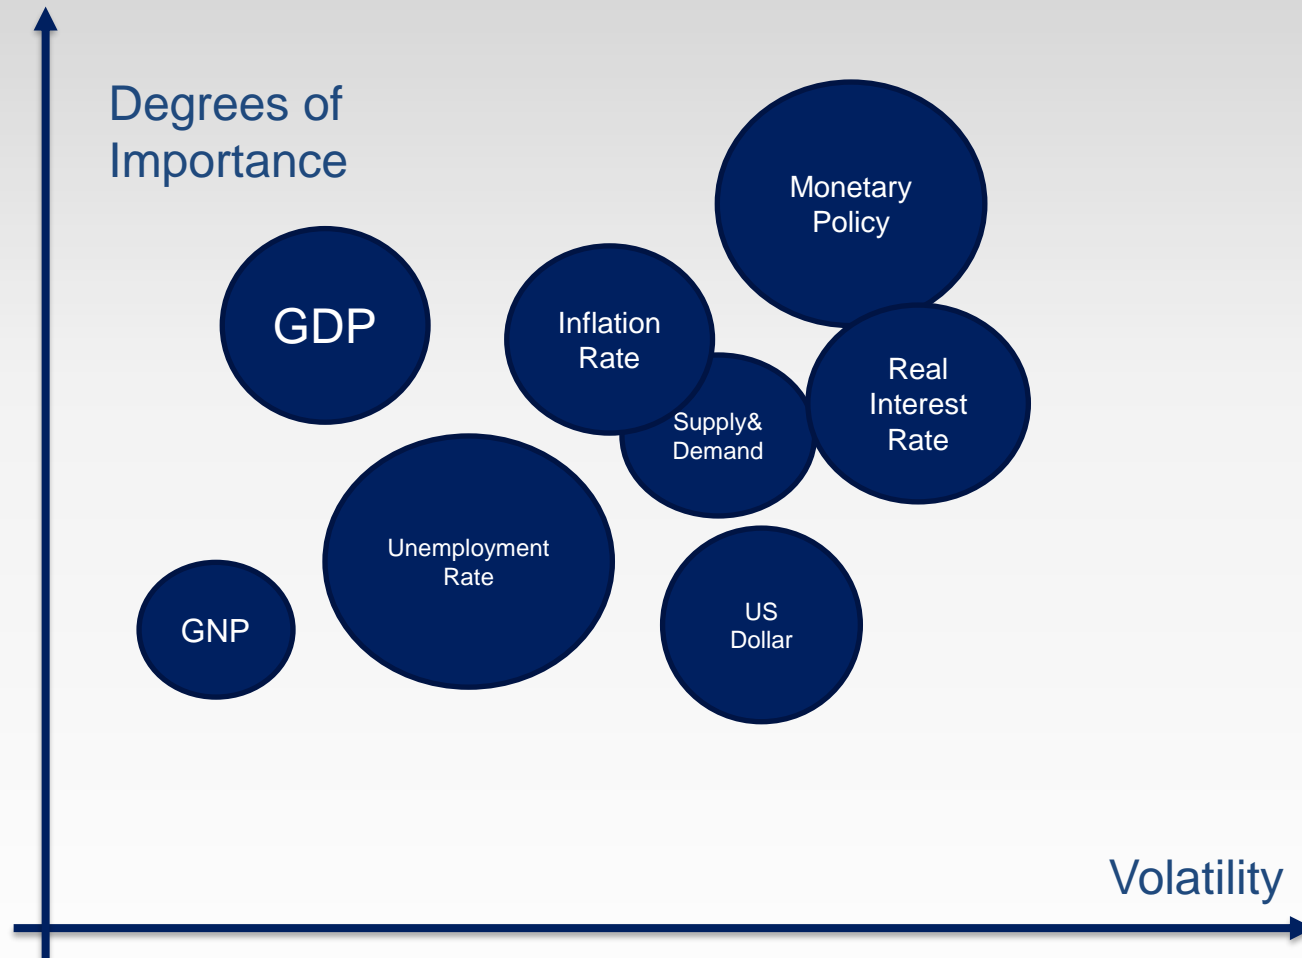 Degrees of
Importance
Monetary
Policy
GDP
Inflation
Rate
Real
Interest
Rate
Supply&
Demand
Unemployment
Rate
US
Dollar
GNP
Volatility